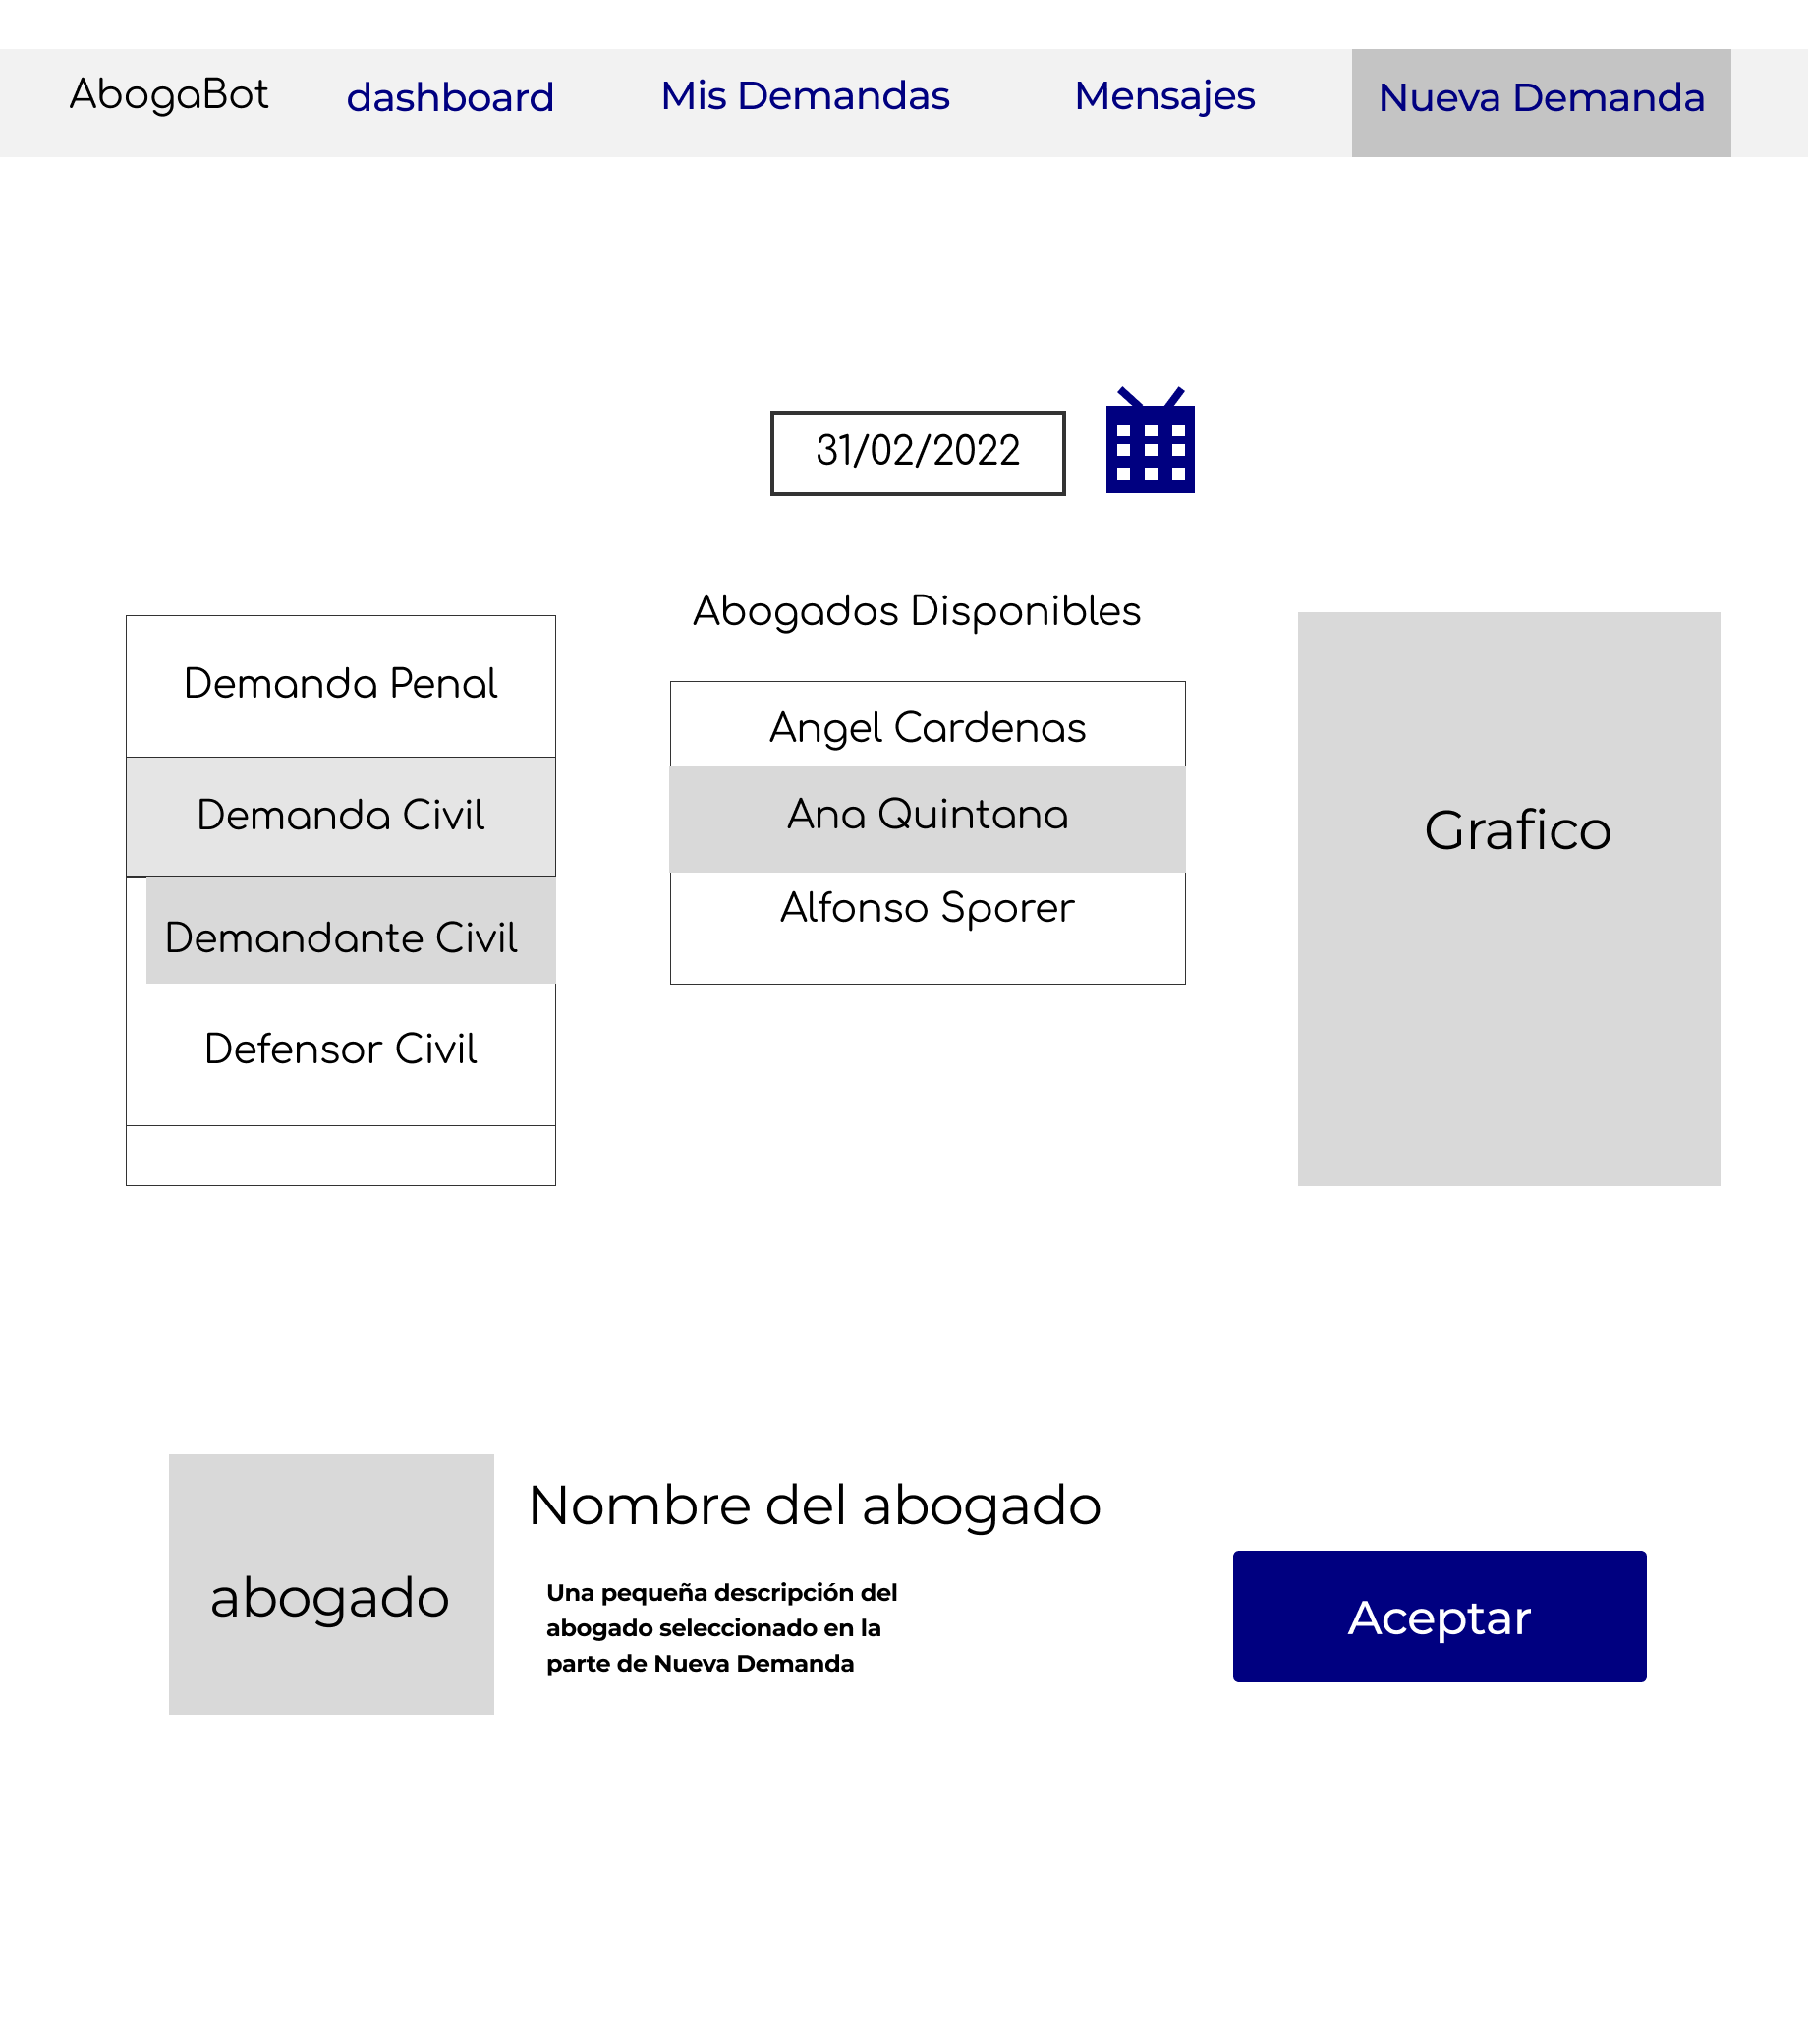 AbogaBot
dashboard
Mis Demandas
Mensajes
Nueva Demanda
31/02/2022
Demanda Penal
Demanda Civil
Demandante Civil
Defensor Civil
Abogados Disponibles
Angel Cardenas
Ana Quintana
Alfonso Sporer
Grafico
abogado
Nombre del abogado
Una pequeña descripción del
abogado seleccionado en la
parte de Nueva Demanda
Aceptar